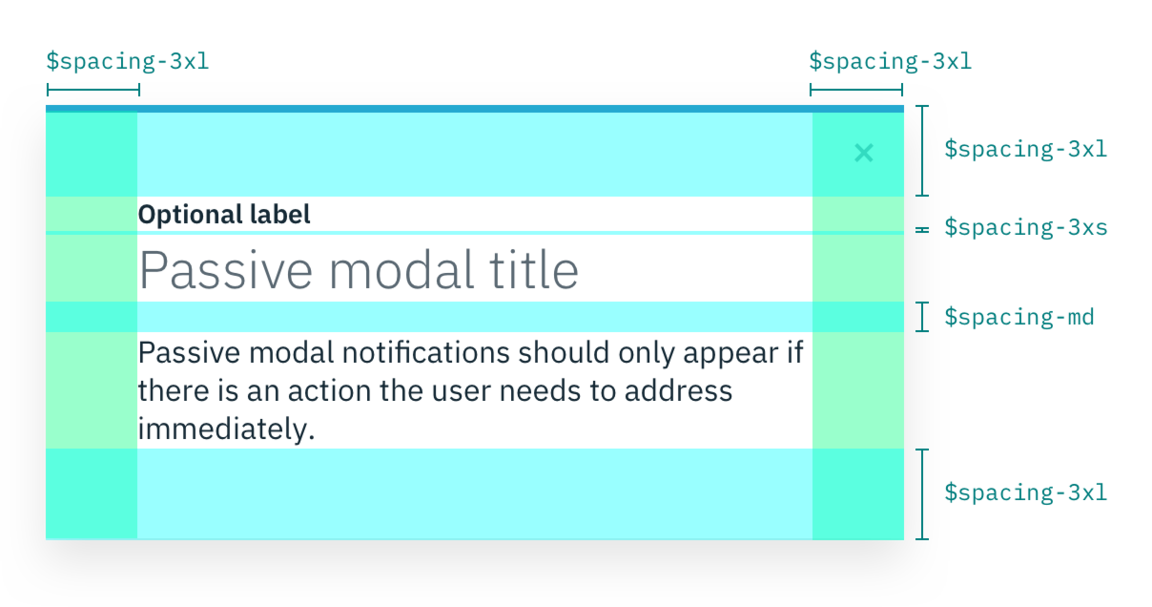 $spacing-3xl $spacing-3xl
×
$spacing-3xl
Optional label
$spacing-3xs
Passive modal title
$spacing-md
Passive modal notifications should only appear if
there is an action the user needs to address
immediately.
$spacing-3xl